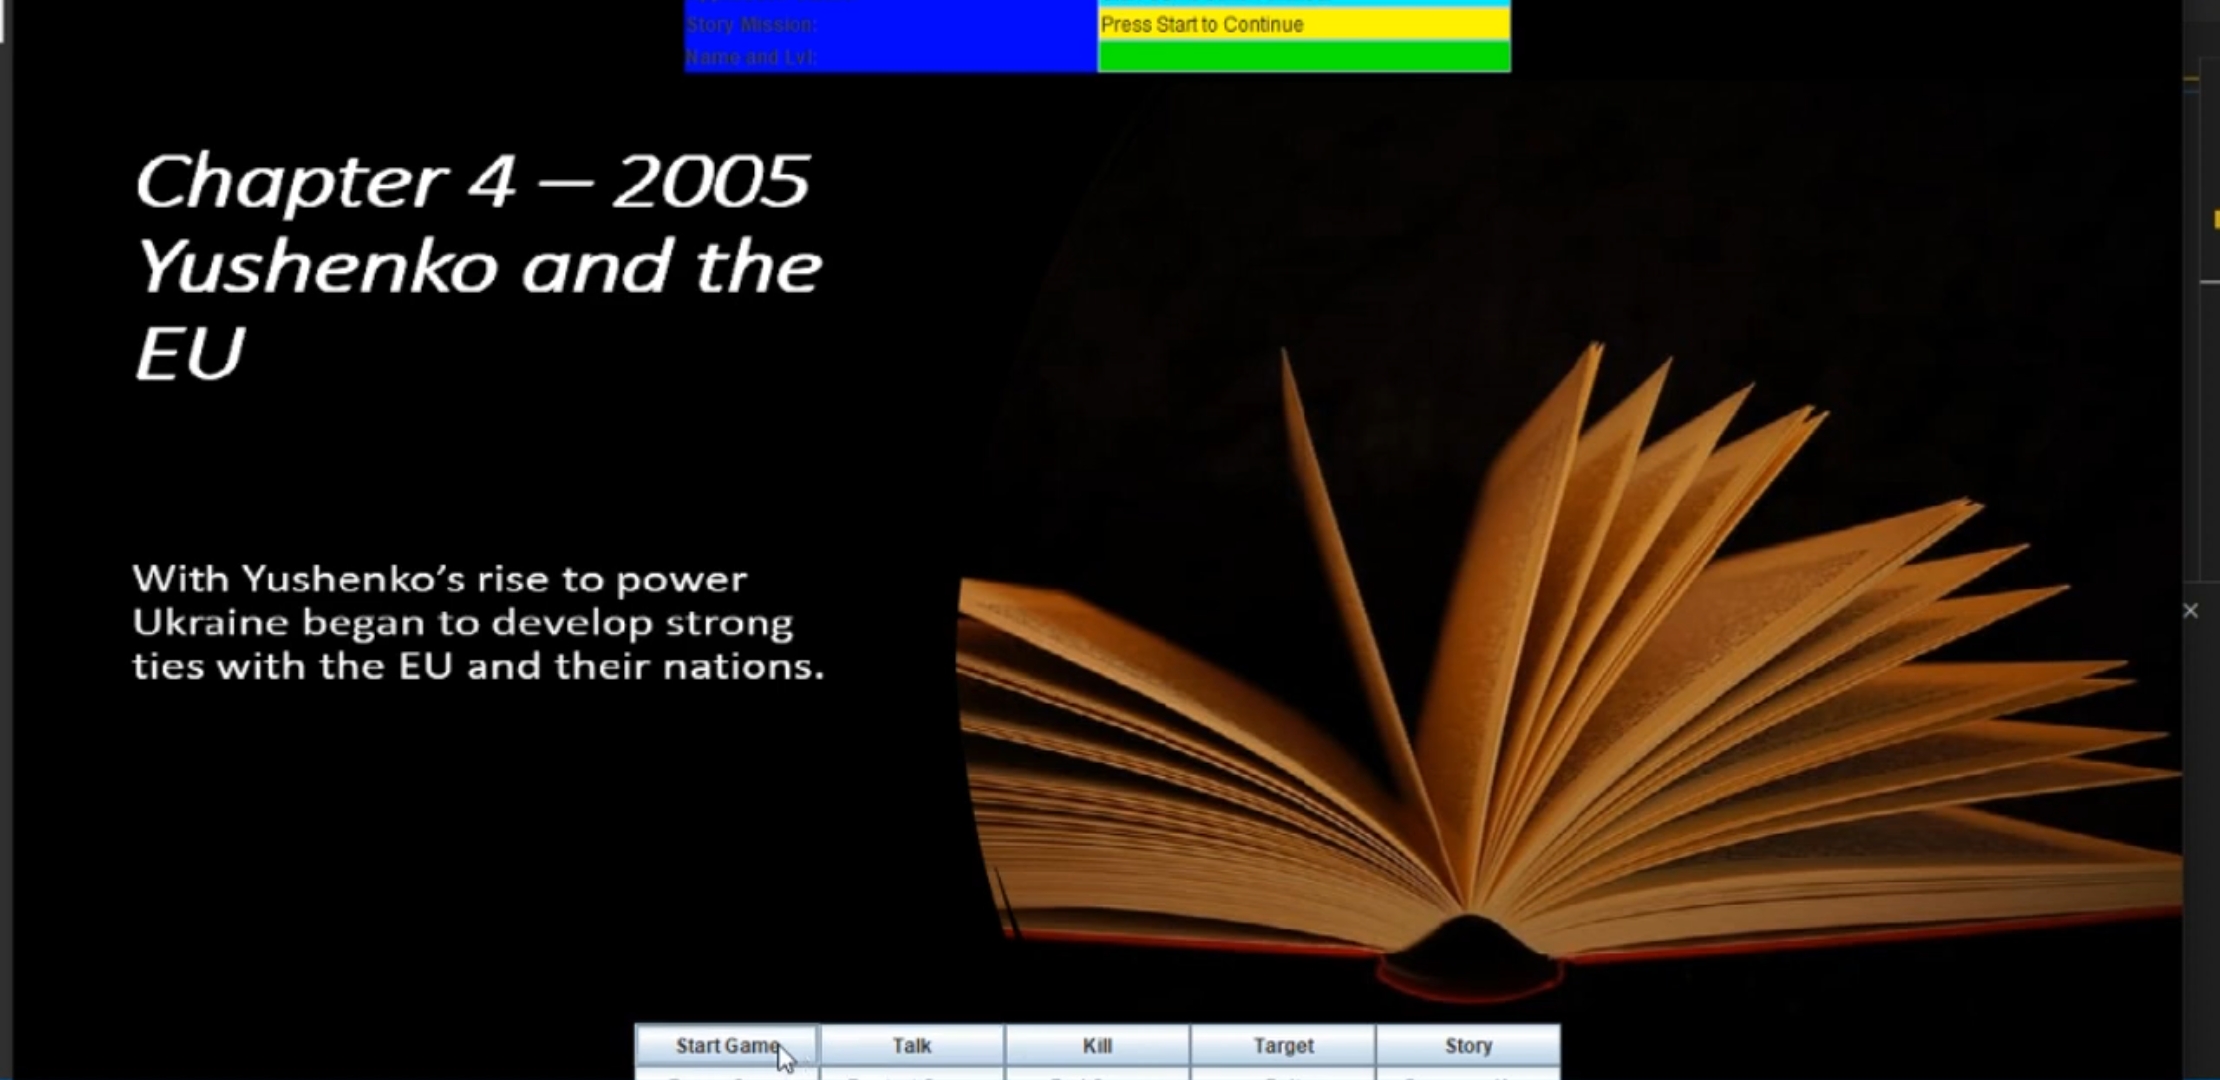 Story Mission:
Press Start to Continue
Name and Lvl:
Chapter 4 – 2005
Yushenko and the
EU
With Yushenko’s rise to power
Ukraine began to develop strong
ties with the EU and their nations.
Start Game
Talk
Kill
Target
Story